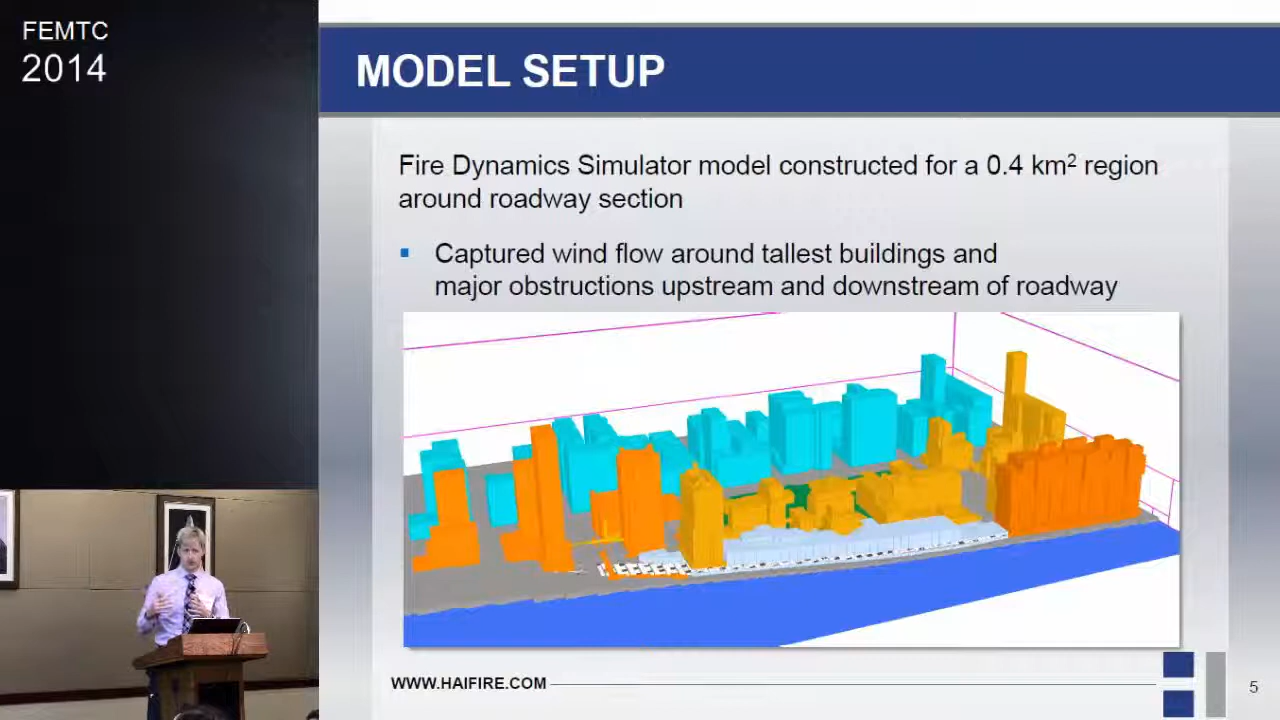 FEMTC
2014
MODEL SETUP
Fire Dynamics Simulator model constructed for a 0.4 km² region
around roadway section
▪ Captured wind flow around tallest buildings and
major obstructions upstream and downstream of roadway
WWW.HAIFIRE.COM
5